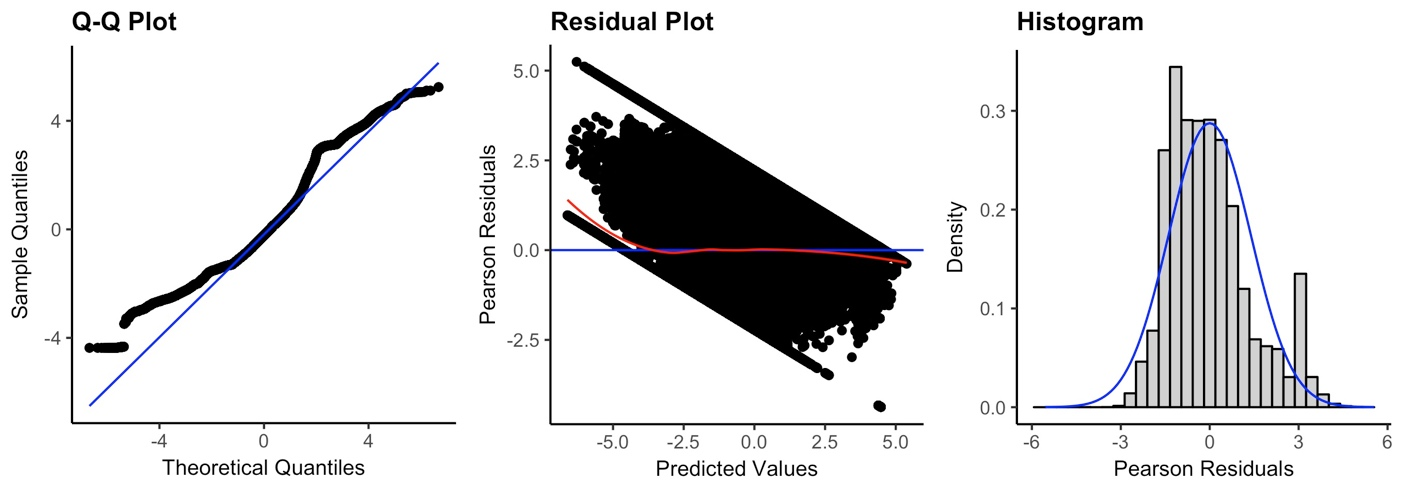 Q-Q Plot
Sample Quantiles
4
0
-4
-4 0 4
Theoretical Quantiles
Residual Plot
Pearson Residuals
5.0
2.5
0.0
-2.5
-5.0 -2.5 0.0 2.5 5.0
Predicted Values
Histogram
Density
0.3
0.2
0.1
0.0
-6 -3 0 3 6
Pearson Residuals